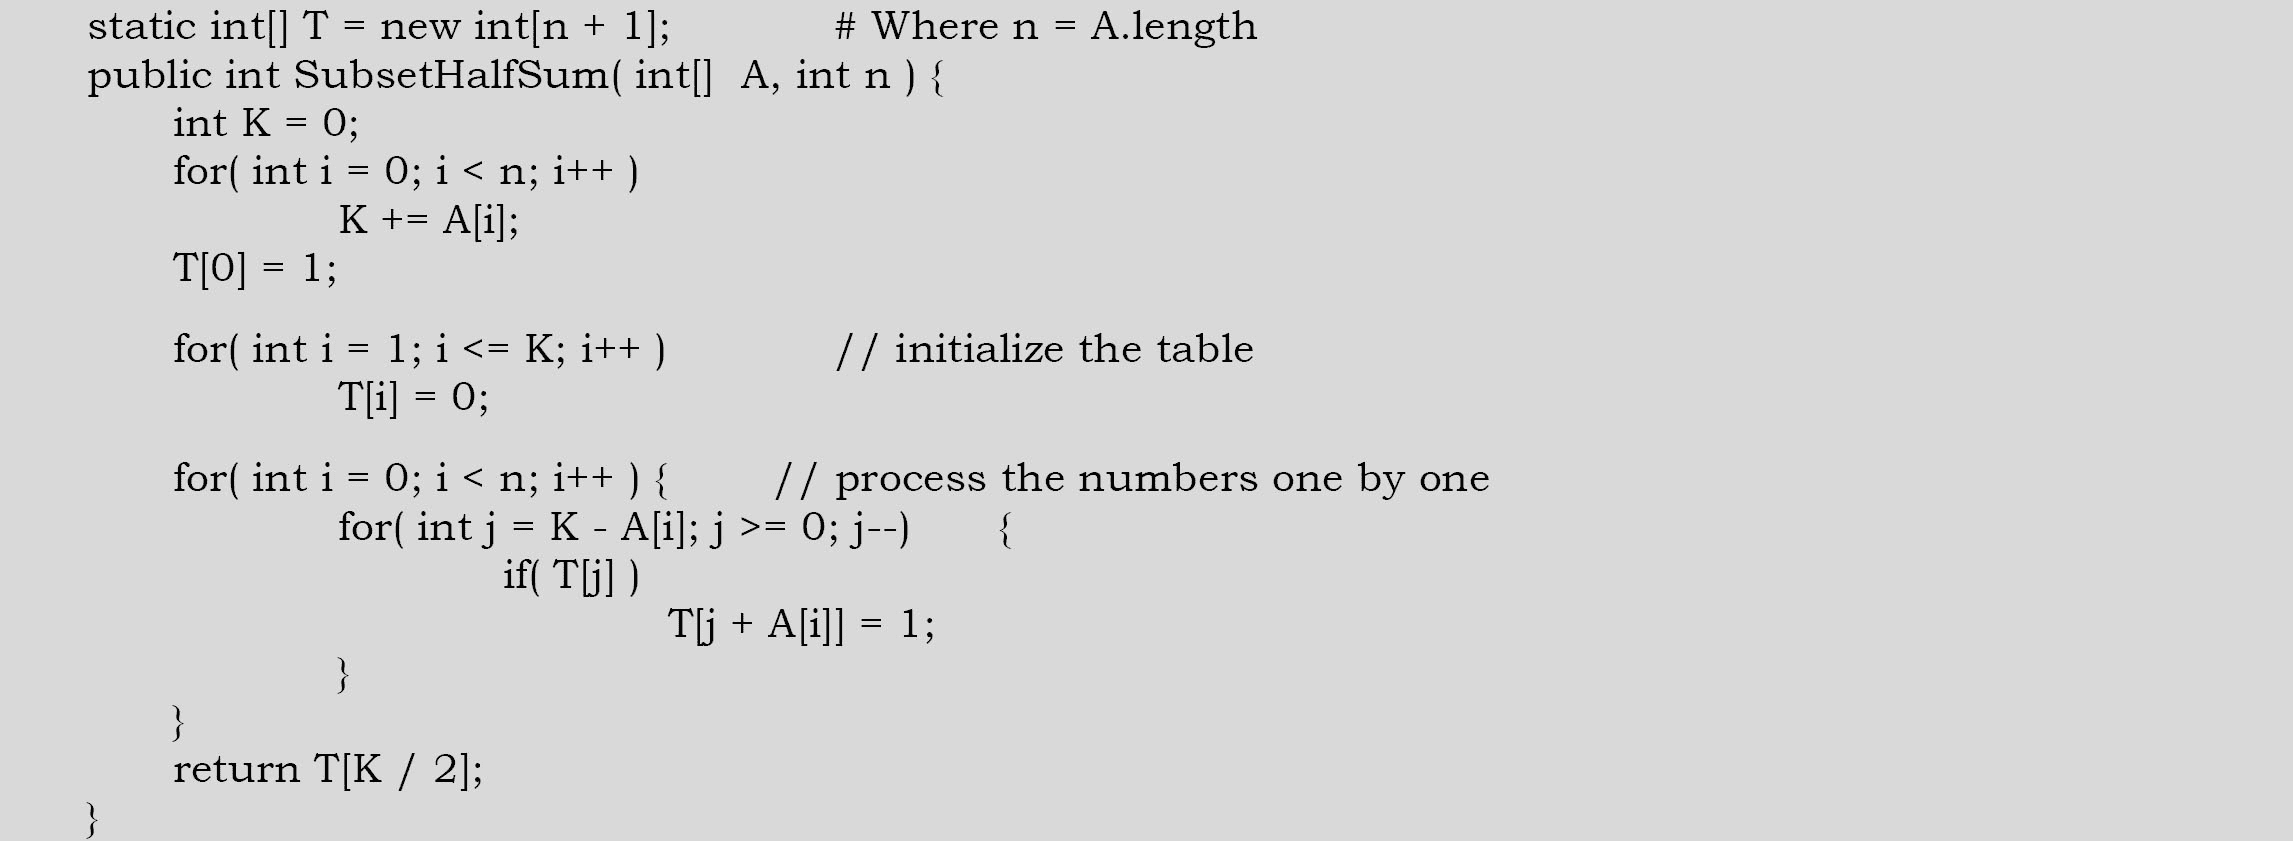 static int[] T = new int[n + 1]; # Where n = A.length
public int SubsetHalfSum( int[] A, int n ) {
int K = 0;
for( int i = 0; i < n; i++ )
K += A[i];
T[0] = 1;
for( int i = 1; i <= K; i++ ) // initialize the table
T[i] = 0;
for( int i = 0; i < n; i++ ) { // process the numbers one by one
for( int j = K - A[i]; j >= 0; j--) {
if( T[j] )
T[j + A[i]] = 1;
}
}
return T[K / 2];
}